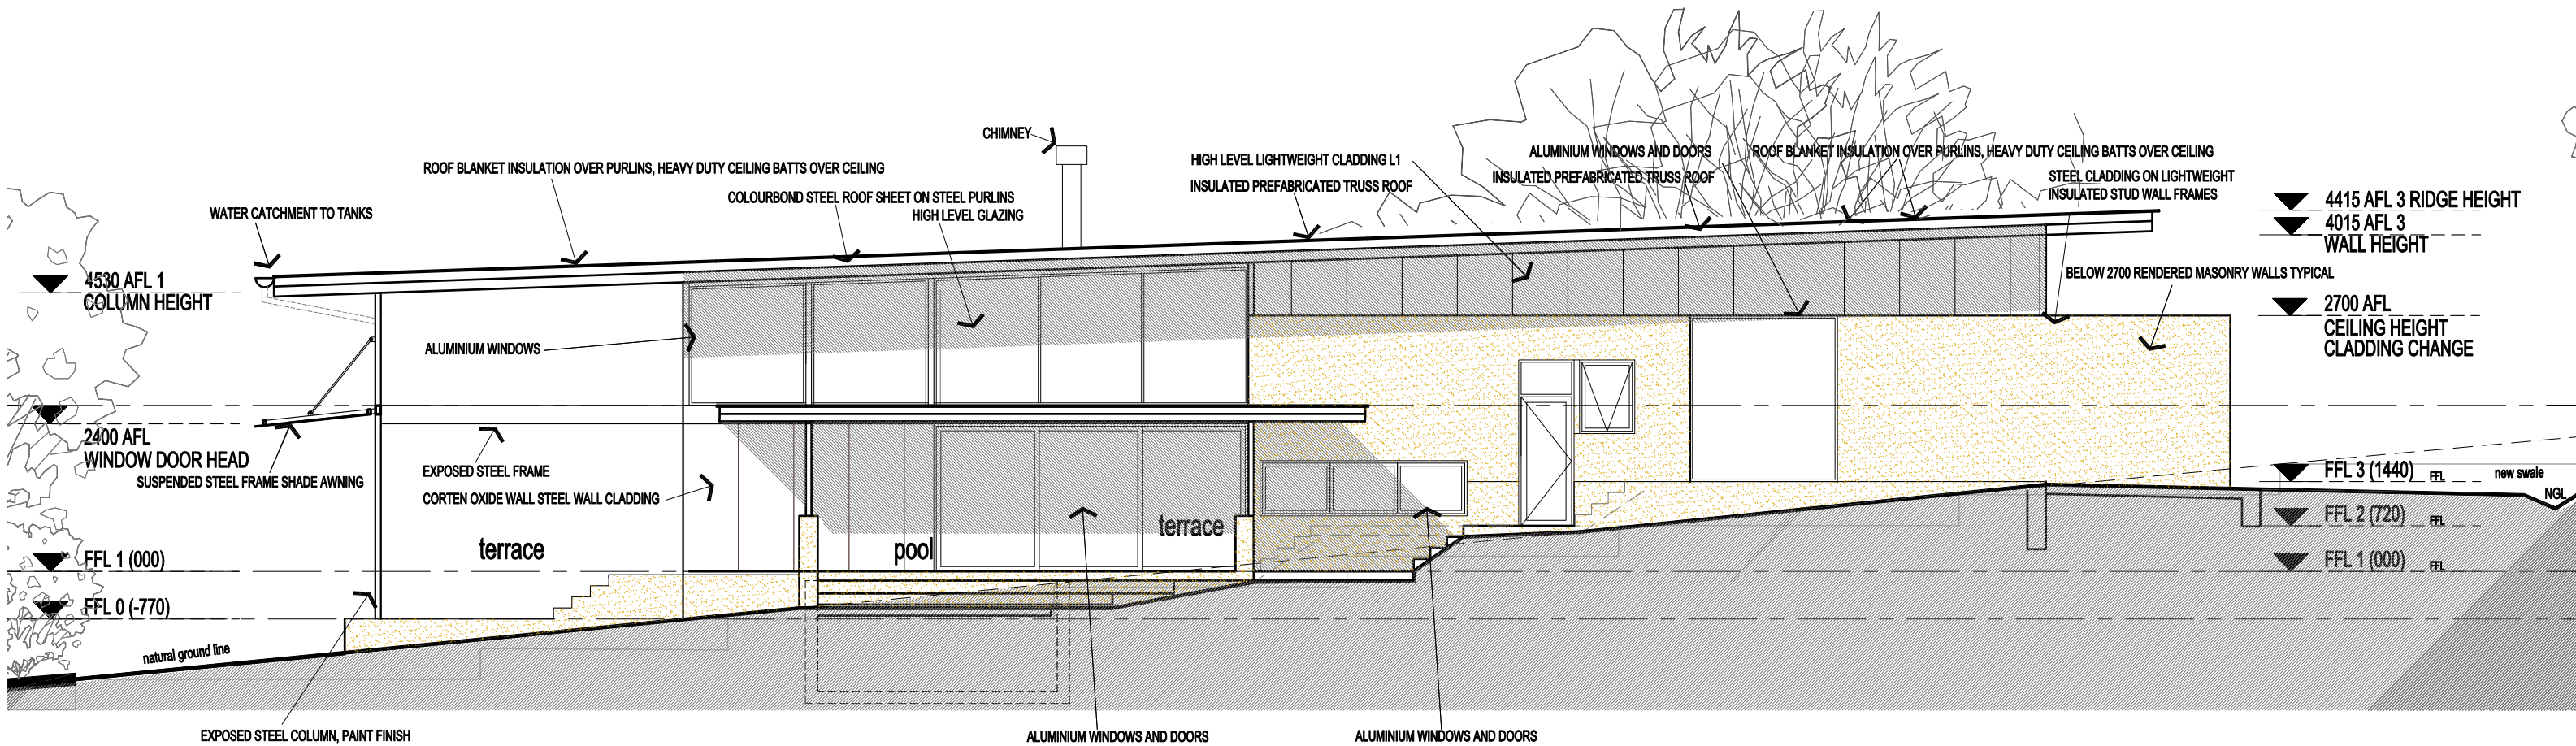 CHIMNEY
ROOF BLANKET INSULATION OVER PURLINS, HEAVY DUTY CEILING BATTS OVER CEILING
HIGH LEVEL LIGHTWEIGHT CLADDING L1
ALUMINIUM WINDOWS AND DOORS
ROOF BLANKET INSULATION OVER PURLINS, HEAVY DUTY CEILING BATTS OVER CEILING
INSULATED PREFABRICATED TRUSS ROOF
INSULATED PREFABRICATED TRUSS ROOF
STEEL CLADDING ON LIGHTWEIGHT
INSULATED STUD WALL FRAMES
COLOURBOND STEEL ROOF SHEET ON STEEL PURLINS
HIGH LEVEL GLAZING
WATER CATCHMENT TO TANKS
4415 AFL 3 RIDGE HEIGHT
4015 AFL 3
WALL HEIGHT
4530 AFL 1
COLUMN HEIGHT
BELOW 2700 RENDERED MASONRY WALLS TYPICAL
2700 AFL
CEILING HEIGHT
CLADDING CHANGE
ALUMINIUM WINDOWS
2400 AFL
WINDOW DOOR HEAD
SUSPENDED STEEL FRAME SHADE AWNING
EXPOSED STEEL FRAME
CORTEN OXIDE WALL STEEL WALL CLADDING
FFL 3 (1440) FFL
new swale
NGL
FFL 2 (720) FFL
terrace
terrace
pool
FFL 1 (000)
FFL 1 (000) FFL
FFL 0 (-770)
natural ground line
EXPOSED STEEL COLUMN, PAINT FINISH
ALUMINIUM WINDOWS AND DOORS
ALUMINIUM WINDOWS AND DOORS